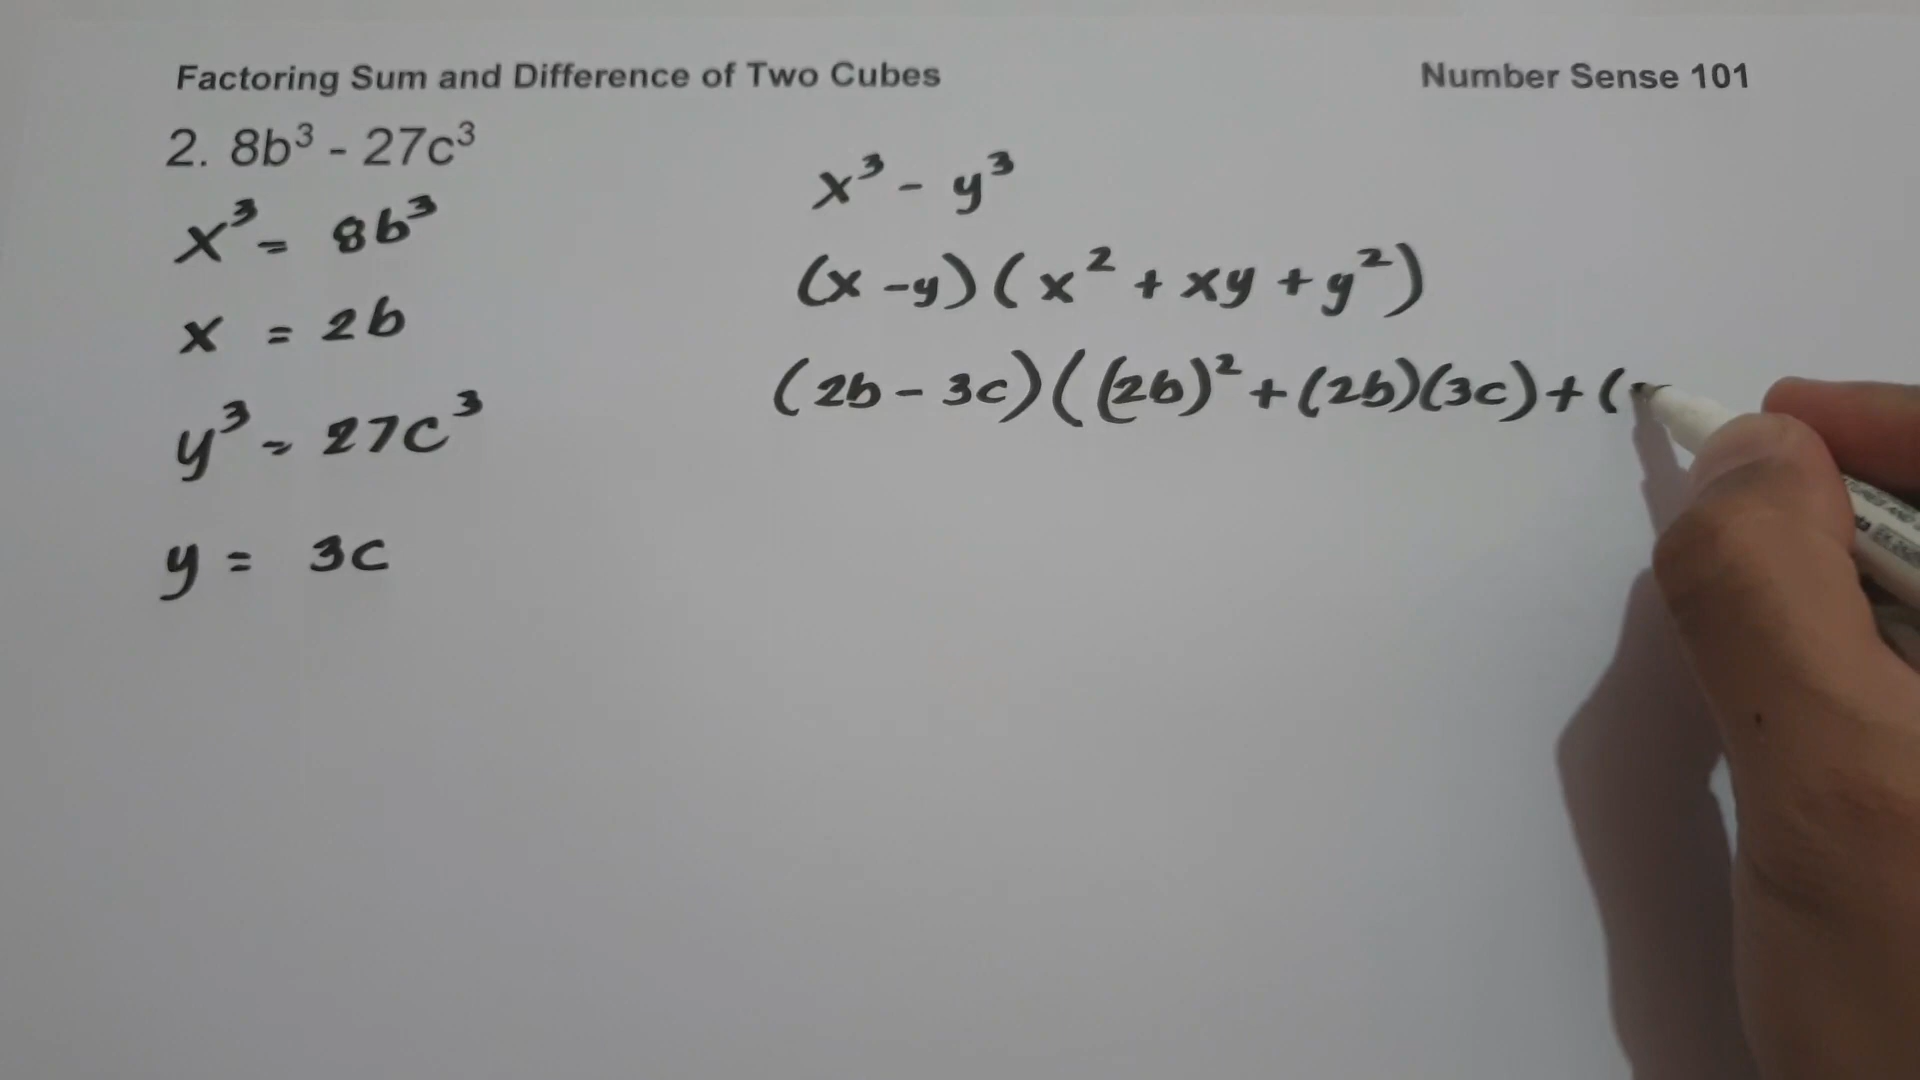 Factoring Sum and Difference of Two Cubes
Number Sense 101
2. 8b³ - 27c³
x³ = 8b³
x = 2b
y³ = 27c³
y = 3c
x³ - y³
(x - y)(x² + xy + y²)
(2b - 3c)((2b)² + (2b)(3c) + (